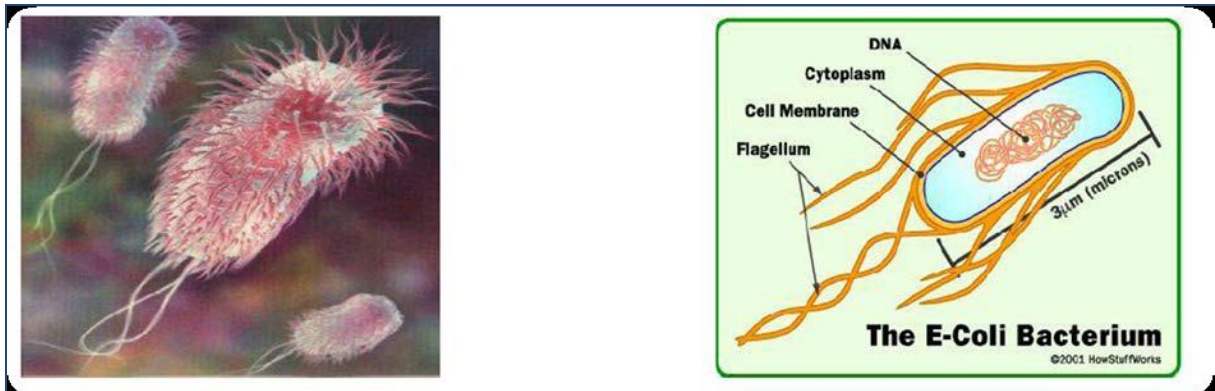 DNA
Cytoplasm
Cell Membrane
Flagellum
3μm (microns)
The E-Coli Bacterium
©2001 HowStuffWorks